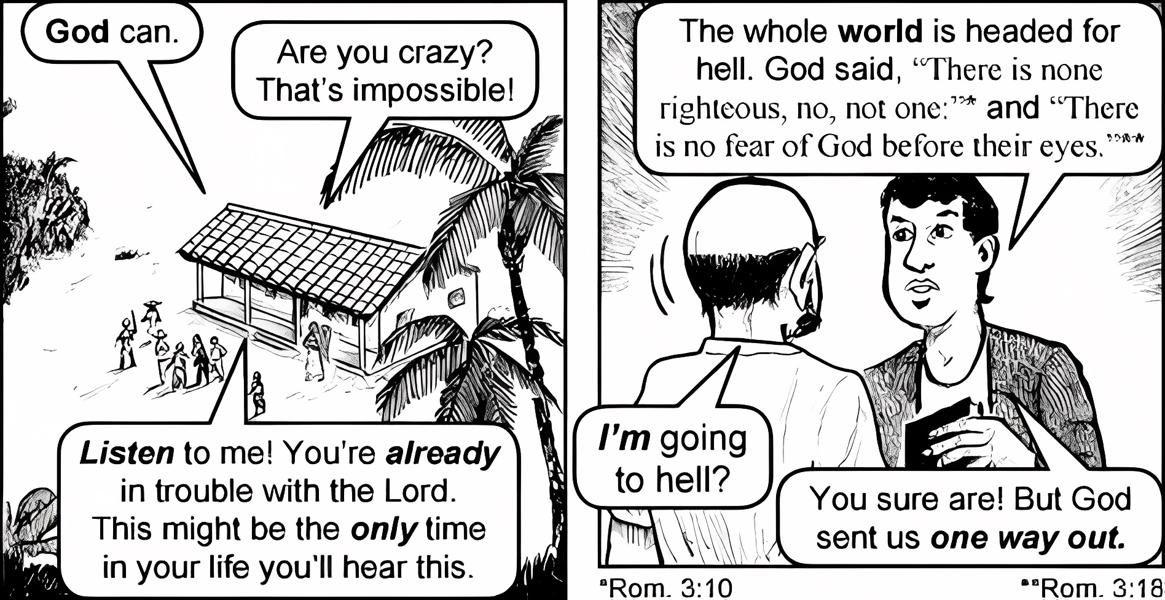 God can.
Are you crazy?
That's impossible!
Listen to me! You're already
in trouble with the Lord.
This might be the only time
in your life you'll hear this.
The whole world is headed for
hell. God said, “There is none
righteous, no, not one:”* and “There
is no fear of God before their eyes.”**
I'm going
to hell?
You sure are! But God
sent us one way out.
*Rom. 3:10
**Rom. 3:18